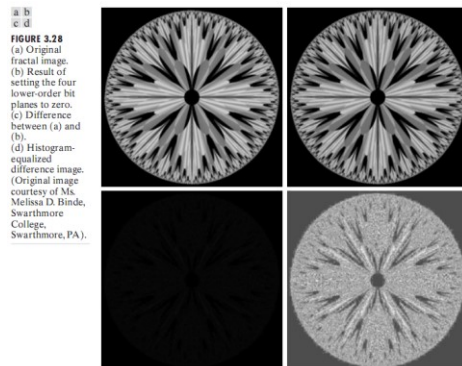 a b
c d
FIGURE 3.28
(a) Original
fractal image.
(b) Result of
setting the four
lower-order bit
planes to zero.
(c) Difference
between (a) and
(b).
(d) Histogram-
equalized
difference image.
(Original image
courtesy of Ms.
Melissa D. Binde,
Swarthmore
College,
Swarthmore, PA).